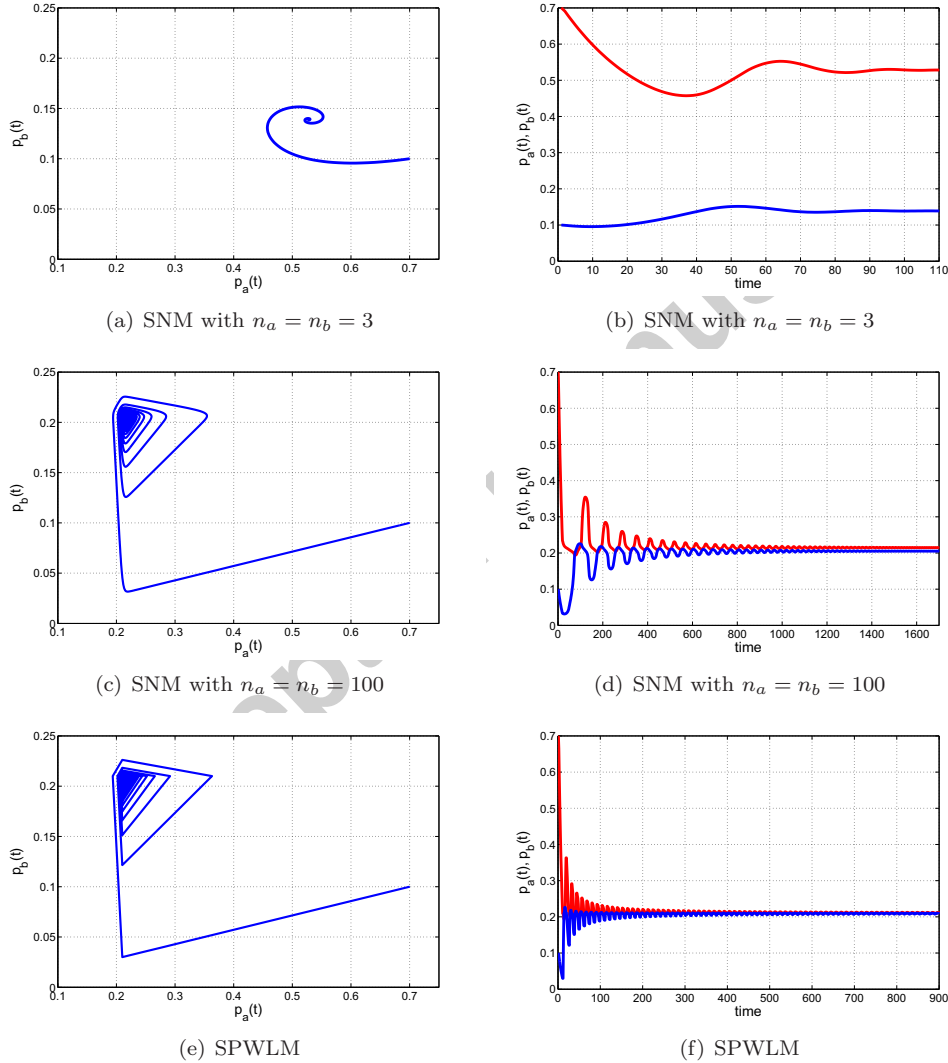 0.25
0.2
0.15
0.1
0.05
0
p_b(t)
0.1 0.2 0.3 0.4 0.5 0.6 0.7
p_a(t)
(a) SNM with n_a = n_b = 3
0.7
0.6
0.5
0.4
0.3
0.2
0.1
0
p_a(t), p_b(t)
0 10 20 30 40 50 60 70 80 90 100 110
time
(b) SNM with n_a = n_b = 3
0.25
0.2
0.15
0.1
0.05
0
p_b(t)
0.1 0.2 0.3 0.4 0.5 0.6 0.7
p_a(t)
(c) SNM with n_a = n_b = 100
0.7
0.6
0.5
0.4
0.3
0.2
0.1
0
p_a(t), p_b(t)
0 200 400 600 800 1000 1200 1400 1600
time
(d) SNM with n_a = n_b = 100
0.25
0.2
0.15
0.1
0.05
0
p_b(t)
0.1 0.2 0.3 0.4 0.5 0.6 0.7
p_a(t)
(e) SPWLM
0.7
0.6
0.5
0.4
0.3
0.2
0.1
0
p_a(t), p_b(t)
0 100 200 300 400 500 600 700 800 900
time
(f) SPWLM